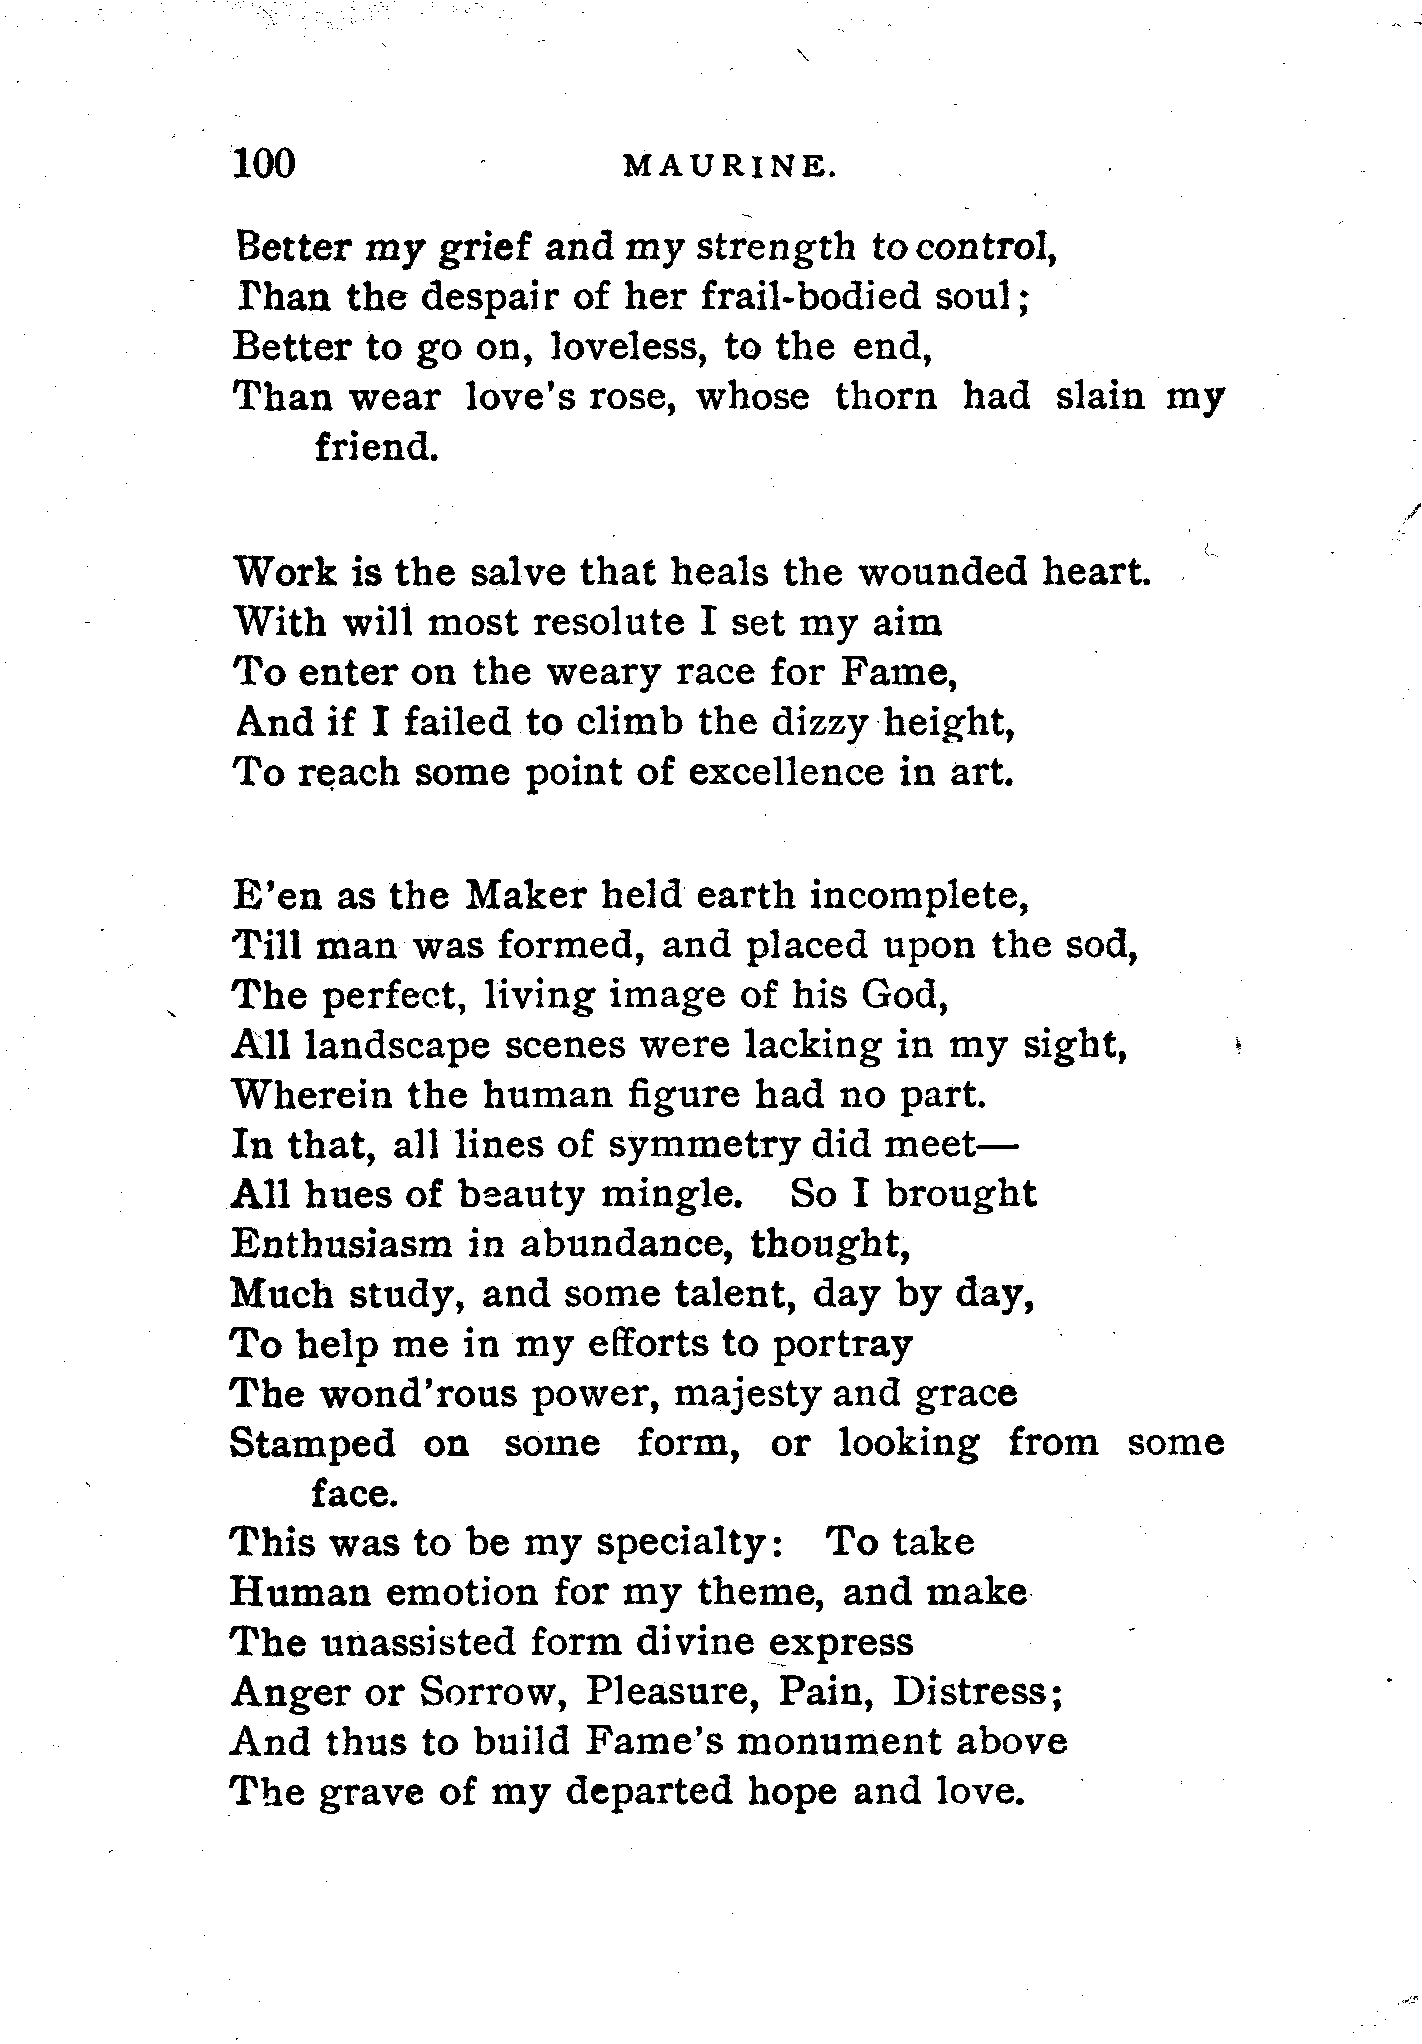 100 MAURINE.
Better my grief and my strength to control,
Than the despair of her frail-bodied soul;
Better to go on, loveless, to the end,
Than wear love's rose, whose thorn had slain my
friend.
Work is the salve that heals the wounded heart.
With will most resolute I set my aim
To enter on the weary race for Fame,
And if I failed to climb the dizzy height,
To reach some point of excellence in art.
E'en as the Maker held earth incomplete,
Till man was formed, and placed upon the sod,
The perfect, living image of his God,
All landscape scenes were lacking in my sight,
Wherein the human figure had no part.
In that, all lines of symmetry did meet—
All hues of beauty mingle. So I brought
Enthusiasm in abundance, thought,
Much study, and some talent, day by day,
To help me in my efforts to portray
The wond'rous power, majesty and grace
Stamped on some form, or looking from some
face.
This was to be my specialty: To take
Human emotion for my theme, and make
The unassisted form divine express
Anger or Sorrow, Pleasure, Pain, Distress;
And thus to build Fame's monument above
The grave of my departed hope and love.